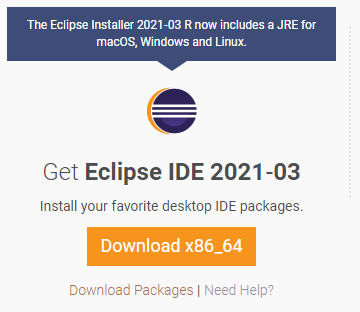 The Eclipse Installer 2021-03 R now includes a JRE for
macOS, Windows and Linux.
Get Eclipse IDE 2021-03
Install your favorite desktop IDE packages.
Download x86_64
Download Packages | Need Help?